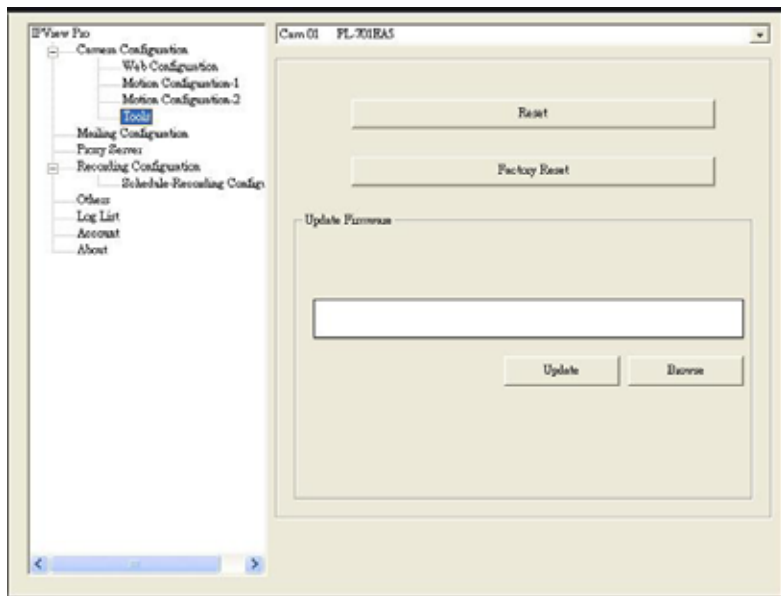 IPView Pro
Camera Configuration
Web Configuration
Motion Configuration-1
Motion Configuration-2
Tools
Mailing Configuration
Proxy Server
Recording Configuration
Schedule-Recording Config
Others
Log List
Account
About
Cam 01 PL-701EAS
Reset
Factory Reset
Update Firmware
Update
Browse